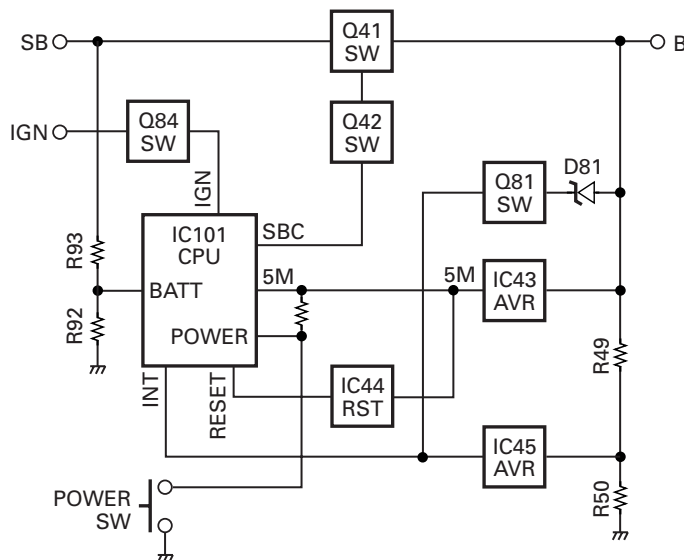 SB
Q41
SW
B
IGN
Q84
SW
Q42
SW
Q81
SW
D81
IGN
IC101
CPU
SBC
R93
5M
5M
IC43
AVR
BATT
R92
POWER
R49
IC44
RST
INT
RESET
IC45
AVR
POWER
SW
R50